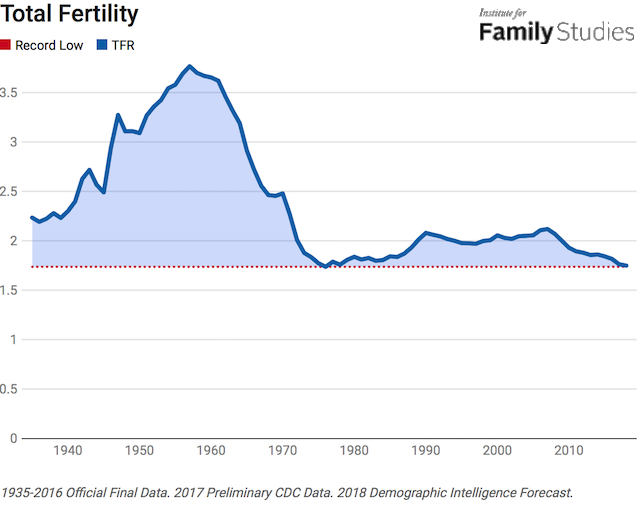 Total Fertility
Institute for
Family Studies
Record Low TFR
3.5
3
2.5
2
1.5
1
0.5
0
1940 1950 1960 1970 1980 1990 2000 2010
1935-2016 Official Final Data. 2017 Preliminary CDC Data. 2018 Demographic Intelligence Forecast.